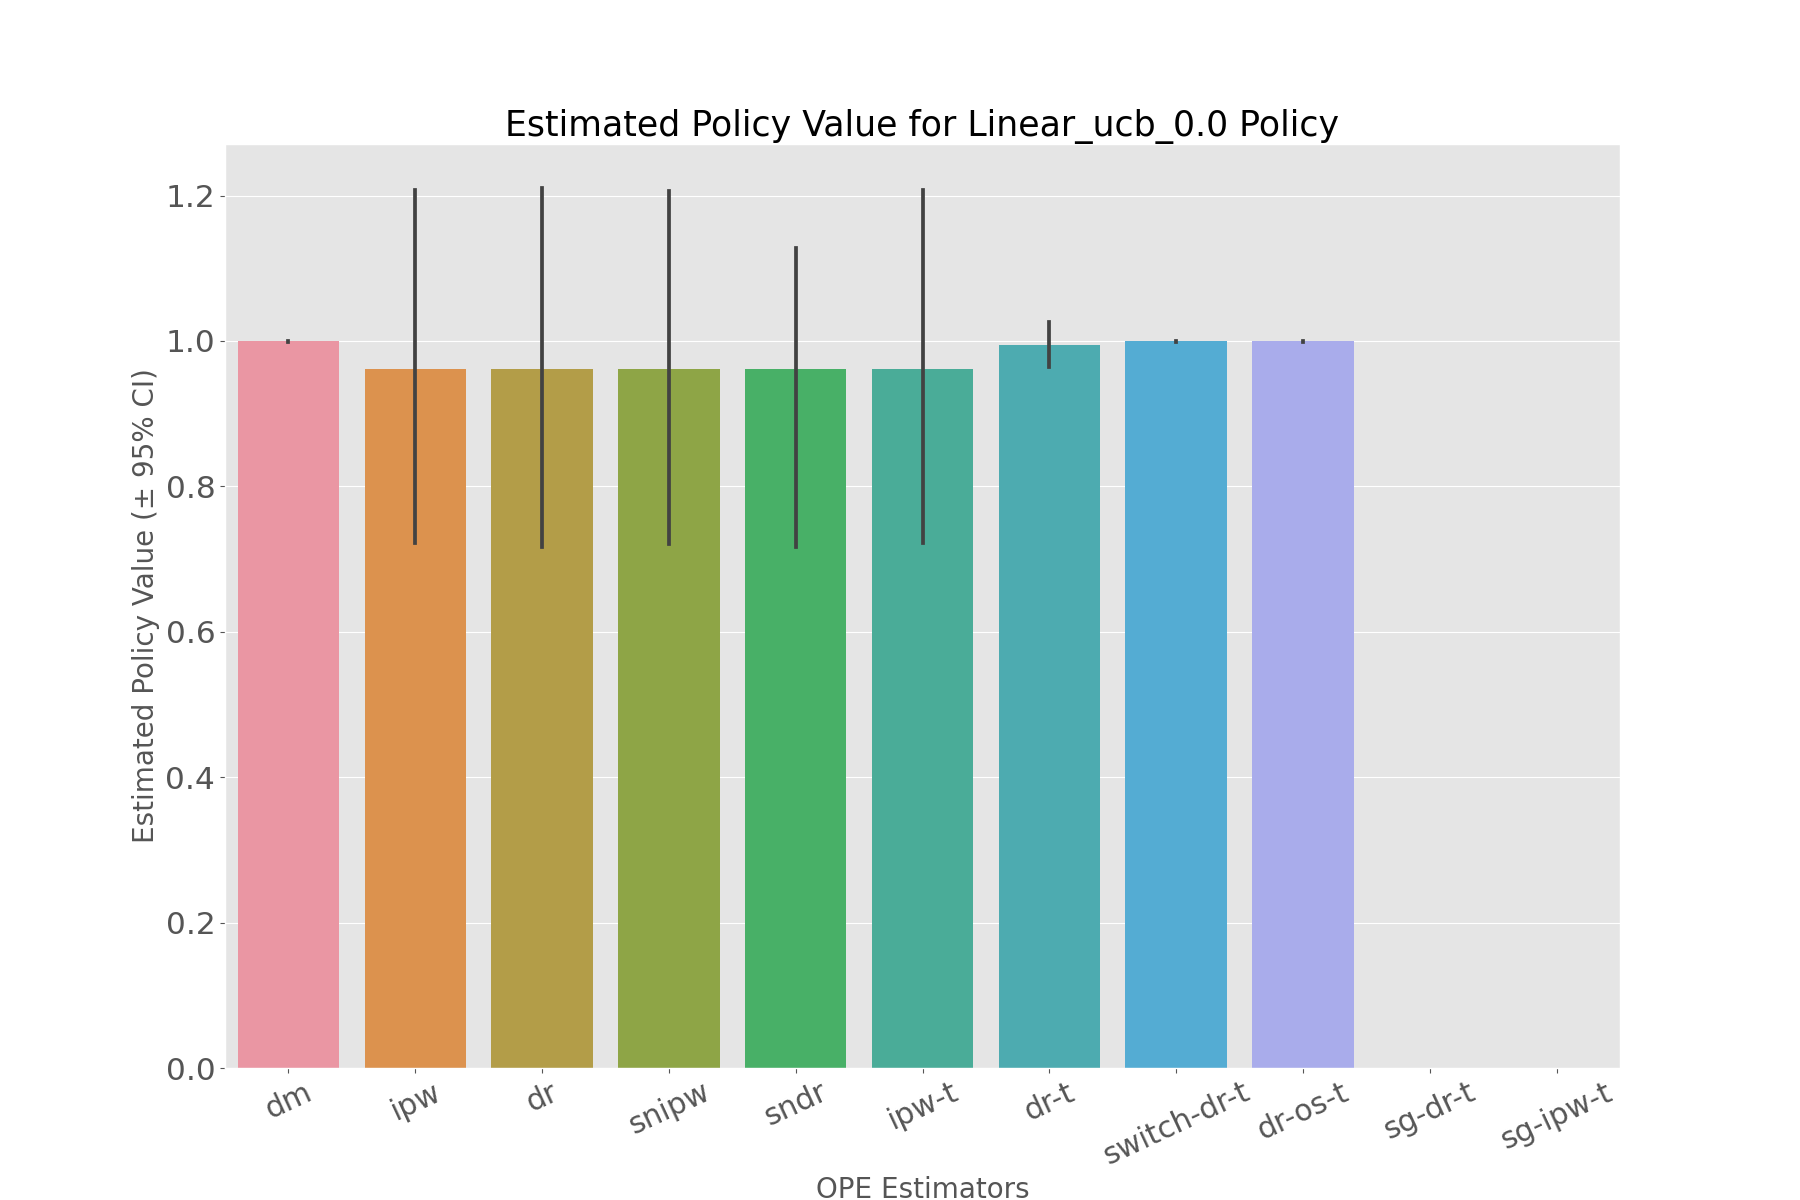 Estimated Policy Value for Linear_ucb_0.0 Policy
Estimated Policy Value (± 95% CI)
1.2
1.0
0.8
0.6
0.4
0.2
0.0
dm ipw dr snipw sndr ipw-t dr-t switch-dr-t dr-os-t sg-dr-t sg-ipw-t
OPE Estimators